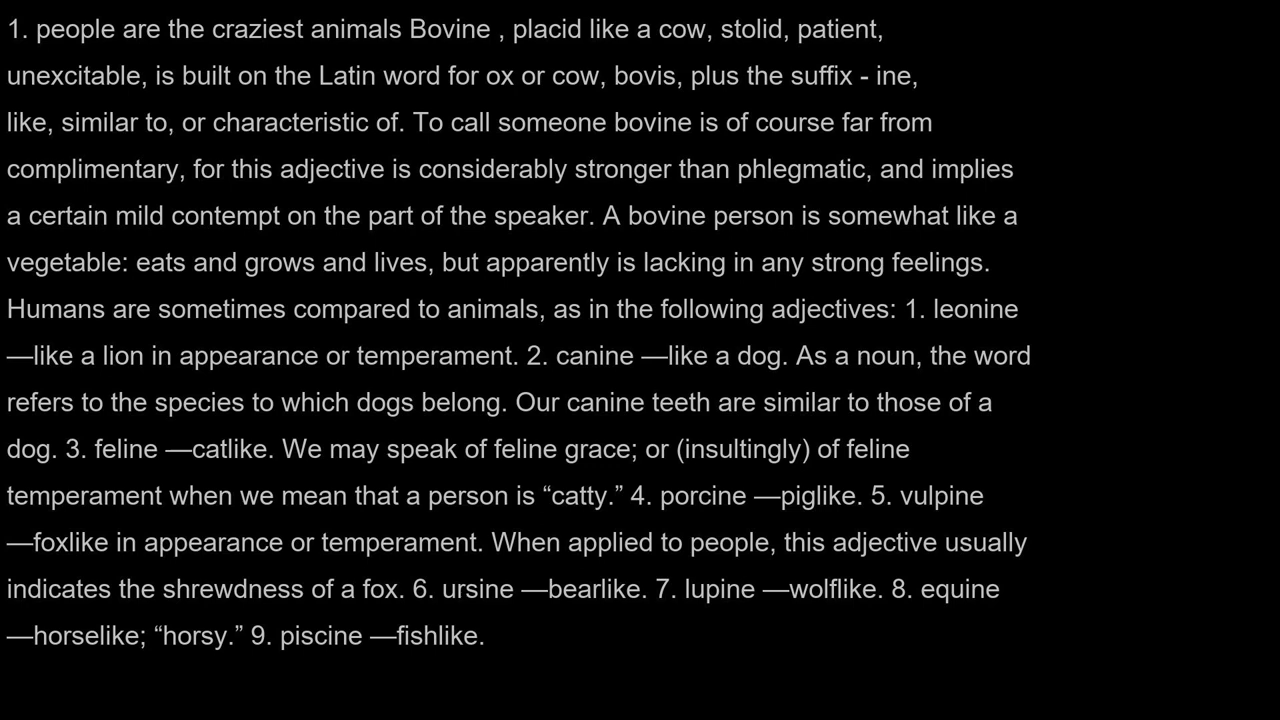 1. people are the craziest animals Bovine , placid like a cow, stolid, patient,
unexcitable, is built on the Latin word for ox or cow, bovis, plus the suffix - ine,
like, similar to, or characteristic of. To call someone bovine is of course far from
complimentary, for this adjective is considerably stronger than phlegmatic, and implies
a certain mild contempt on the part of the speaker. A bovine person is somewhat like a
vegetable: eats and grows and lives, but apparently is lacking in any strong feelings.
Humans are sometimes compared to animals, as in the following adjectives: 1. leonine
—like a lion in appearance or temperament. 2. canine —like a dog. As a noun, the word
refers to the species to which dogs belong. Our canine teeth are similar to those of a
dog. 3. feline —catlike. We may speak of feline grace; or (insultingly) of feline
temperament when we mean that a person is “catty.” 4. porcine —piglike. 5. vulpine
—foxlike in appearance or temperament. When applied to people, this adjective usually
indicates the shrewdness of a fox. 6. ursine —bearlike. 7. lupine —wolflike. 8. equine
—horselike; “horsy.” 9. piscine —fishlike.